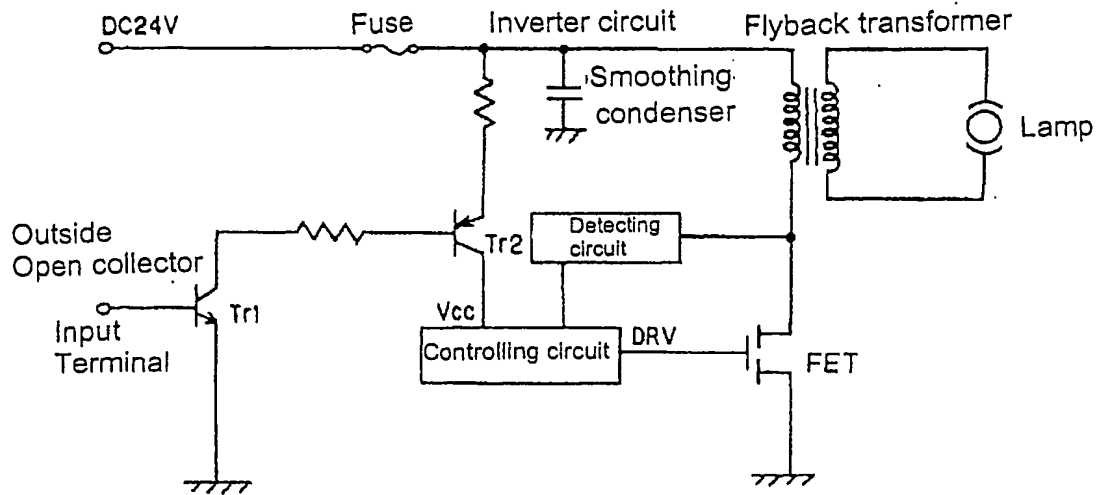 DC24V
Fuse
Inverter circuit
Flyback transformer
Smoothing
condenser
Lamp
Outside
Open collector
Tr2
Detecting
circuit
Input
Terminal
Tr1
Vcc
Controlling circuit
DRV
FET